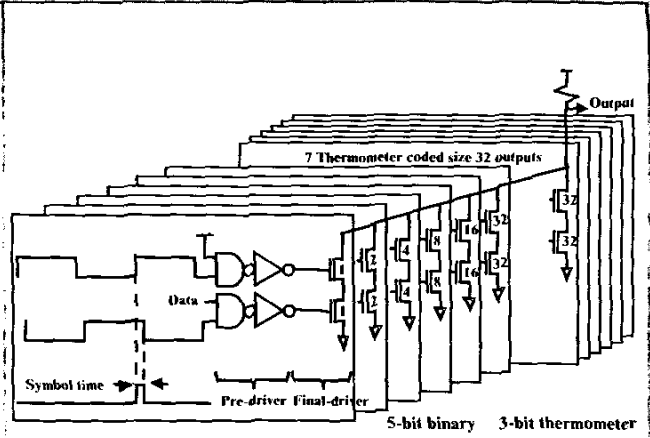 Output
7 Thermometer coded size 32 outputs
32
32
16
8
4
2
32
32
16
8
4
2
Data
Symbol time
Pre-driver Final-driver
5-bit binary 3-bit thermometer